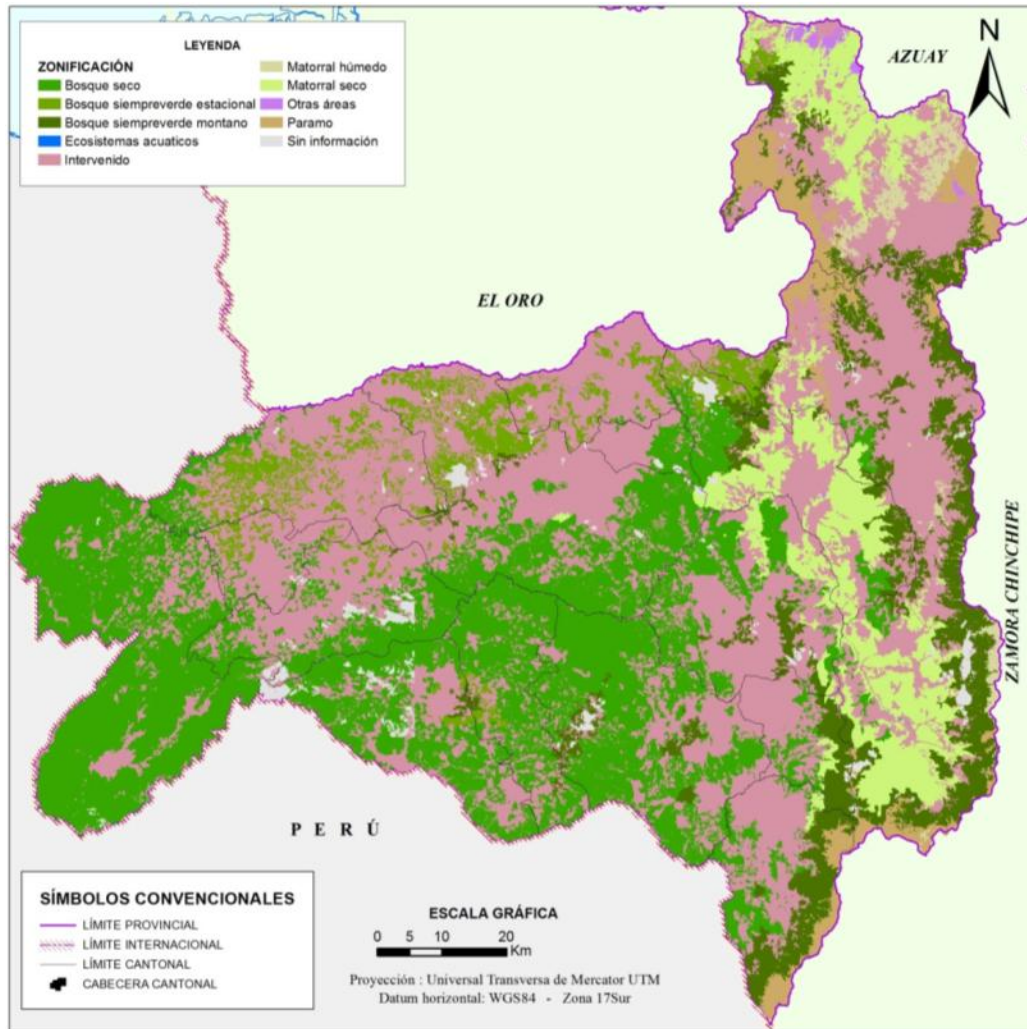 LEYENDA
ZONIFICACIÓN
Bosque seco
Bosque siempreverde estacional
Bosque siempreverde montano
Ecosistemas acuaticos
Intervenido
Matorral húmedo
Matorral seco
Otras áreas
Paramo
Sin información
N
AZUAY
EL ORO
ZAMORA CHINCHIPE
PERÚ
SÍMBOLOS CONVENCIONALES
LÍMITE PROVINCIAL
LÍMITE INTERNACIONAL
LÍMITE CANTONAL
CABECERA CANTONAL
ESCALA GRÁFICA
0 5 10 20
Km
Proyección : Universal Transversa de Mercator UTM
Datum horizontal: WGS84 - Zona 17Sur